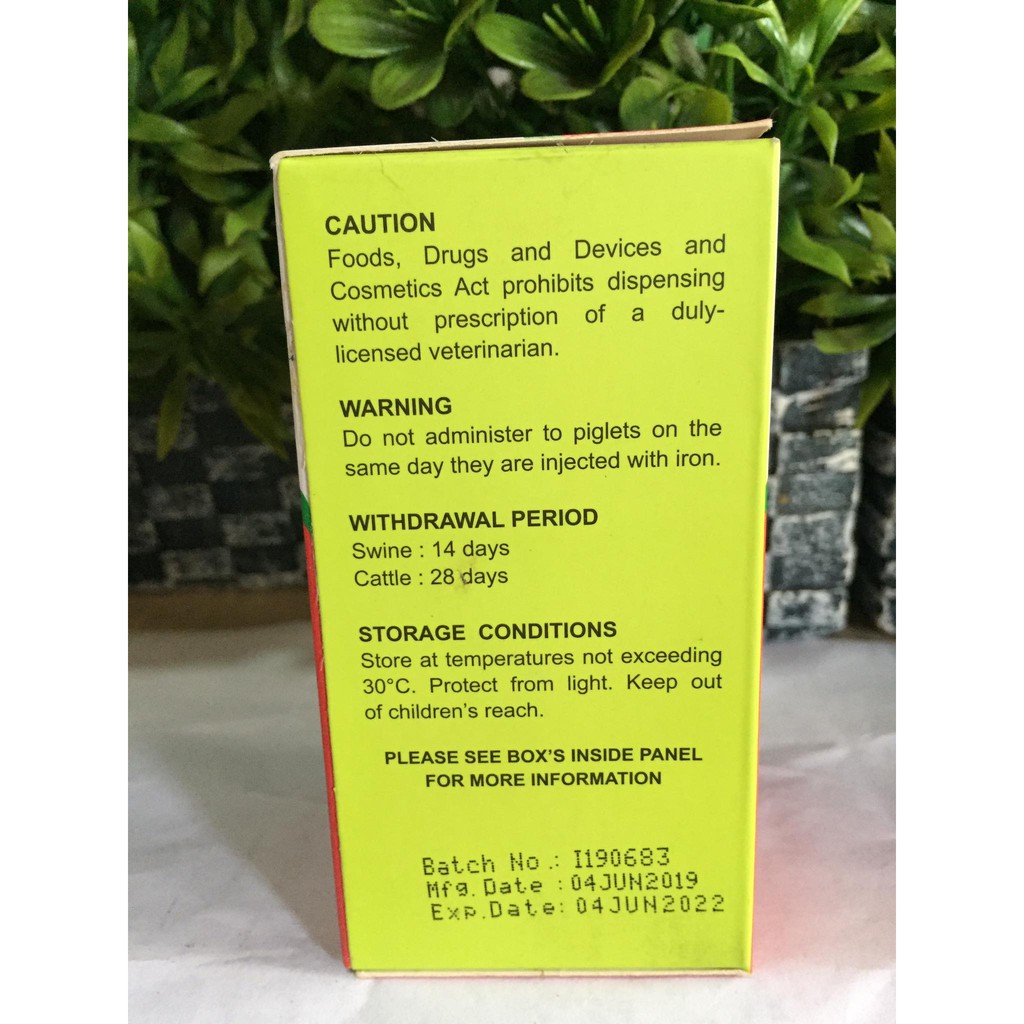 CAUTION
Foods, Drugs and Devices and
Cosmetics Act prohibits dispensing
without prescription of a duly-
licensed veterinarian.
WARNING
Do not administer to piglets on the
same day they are injected with iron.
WITHDRAWAL PERIOD
Swine : 14 days
Cattle : 28 days
STORAGE CONDITIONS
Store at temperatures not exceeding
30°C. Protect from light. Keep out
of children's reach.
PLEASE SEE BOX'S INSIDE PANEL
FOR MORE INFORMATION
Batch No.: I190683
Mfg.Date : 04JUN2019
Exp.Date: 04JUN2022